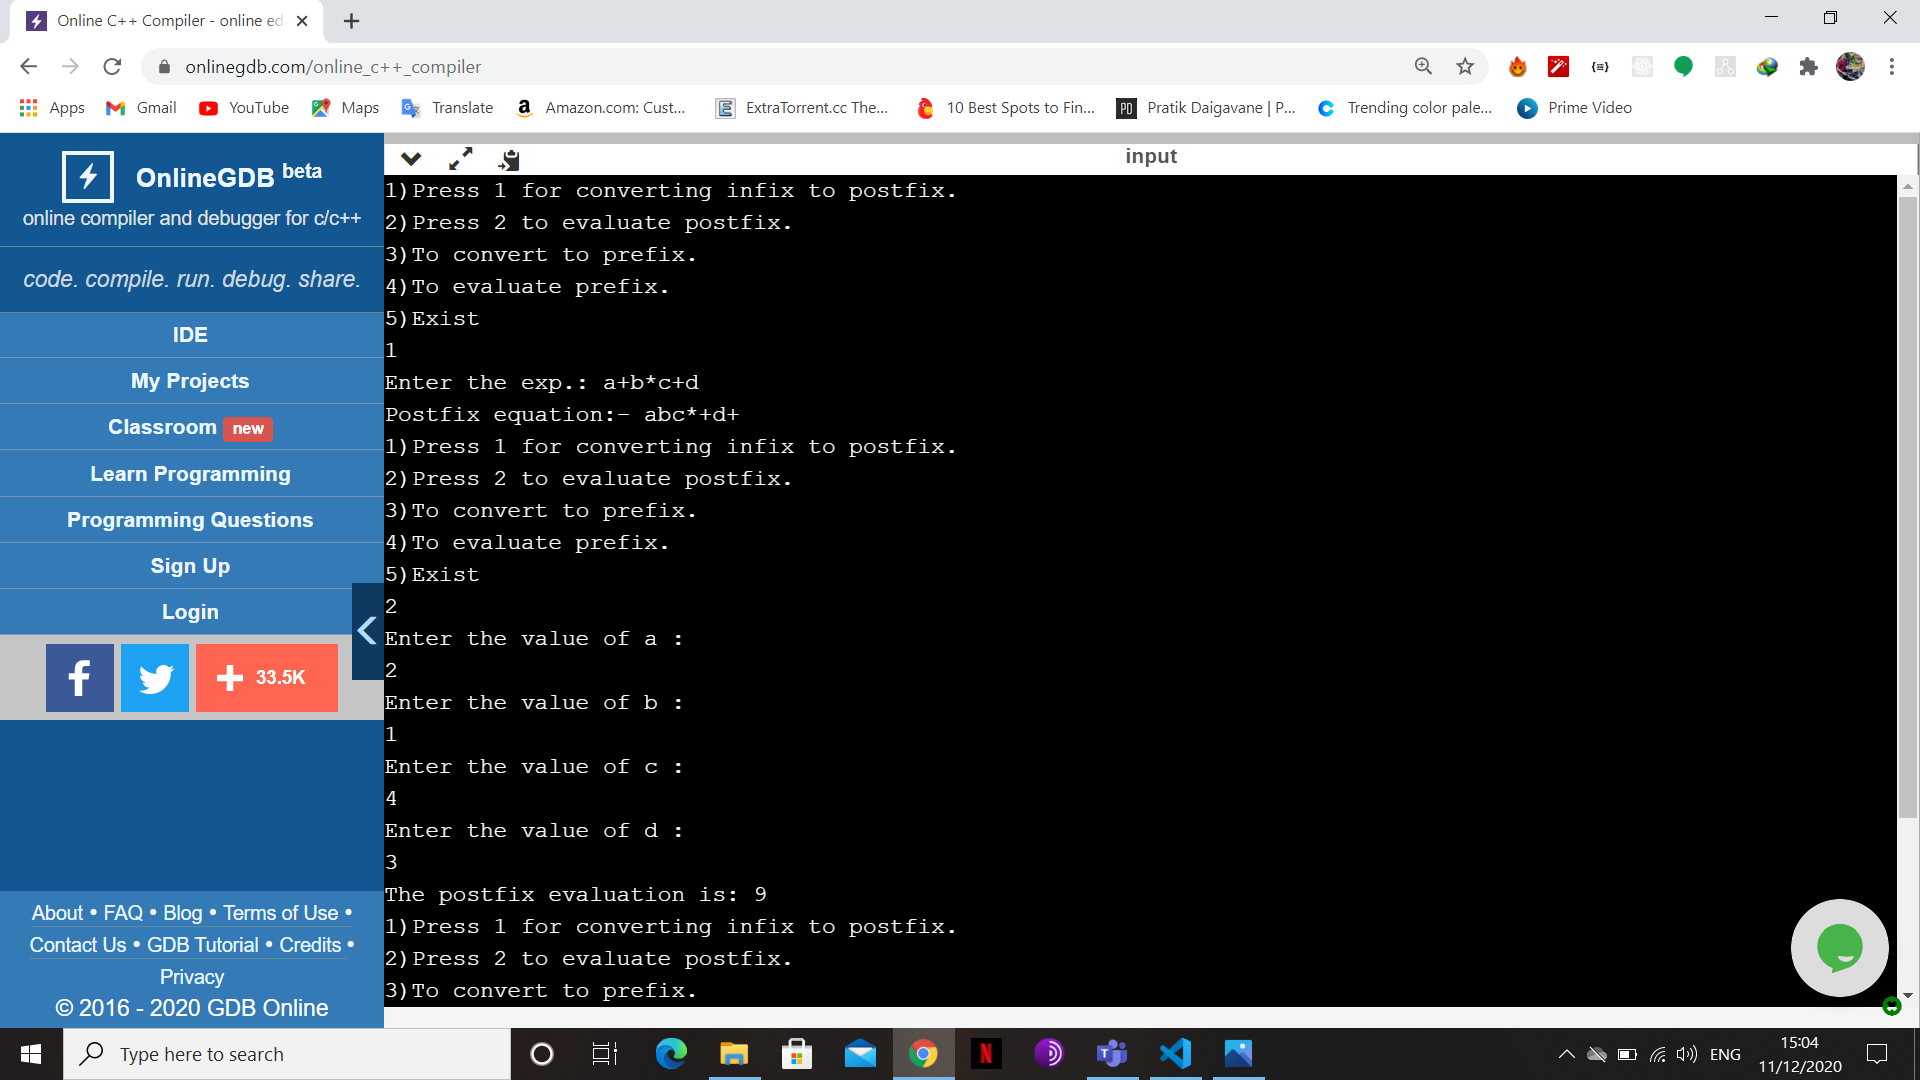 Online C++ Compiler - online ed
onlinegdb.com/online_c++_compiler
Apps Gmail YouTube Maps Translate Amazon.com: Cust... ExtraTorrent.cc The... 10 Best Spots to Fin... PD Pratik Daigavane | P... Trending color pale... Prime Video
OnlineGDB beta
online compiler and debugger for c/c++
code. compile. run. debug. share.
IDE
My Projects
Classroom new
Learn Programming
Programming Questions
Sign Up
Login
33.5K
About • FAQ • Blog • Terms of Use •
Contact Us • GDB Tutorial • Credits •
Privacy
© 2016 - 2020 GDB Online
input
1)Press 1 for converting infix to postfix.
2)Press 2 to evaluate postfix.
3)To convert to prefix.
4)To evaluate prefix.
5)Exist
1
Enter the exp.: a+b*c+d
Postfix equation:- abc*+d+
1)Press 1 for converting infix to postfix.
2)Press 2 to evaluate postfix.
3)To convert to prefix.
4)To evaluate prefix.
5)Exist
2
Enter the value of a :
2
Enter the value of b :
1
Enter the value of c :
4
Enter the value of d :
3
The postfix evaluation is: 9
1)Press 1 for converting infix to postfix.
2)Press 2 to evaluate postfix.
3)To convert to prefix.
Type here to search
ENG
15:04
11/12/2020